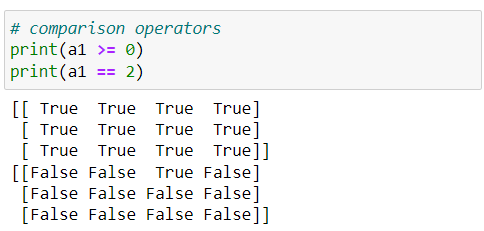 # comparison operators
print(a1 >= 0)
print(a1 == 2)
[[ True  True  True  True]
 [ True  True  True  True]
 [ True  True  True  True]]
[[False False  True False]
 [False False False False]
 [False False False False]]